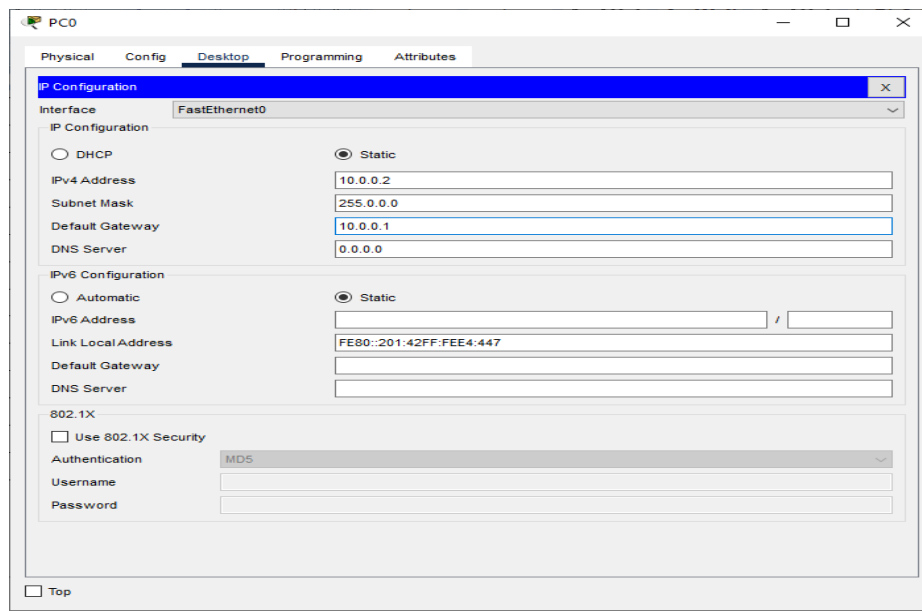 PC0
Physical Config Desktop Programming Attributes
IP Configuration X
Interface FastEthernet0
IP Configuration
DHCP Static
IPv4 Address 10.0.0.2
Subnet Mask 255.0.0.0
Default Gateway 10.0.0.1
DNS Server 0.0.0.0
IPv6 Configuration
Automatic Static
IPv6 Address /
Link Local Address FE80::201:42FF:FEE4:447
Default Gateway
DNS Server
802.1X
Use 802.1X Security
Authentication MD5
Username
Password
Top